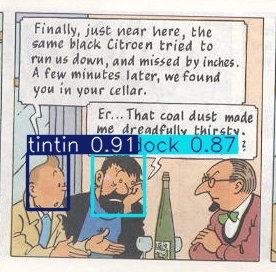 Finally, just near here, the
same black Citroen tried to
run us down, and missed by inches.
A few minutes later, we found
you in your cellar.
Er... That coal dust made
me dreadfully thirsty.
?
tintin 0.91
dock 0.87